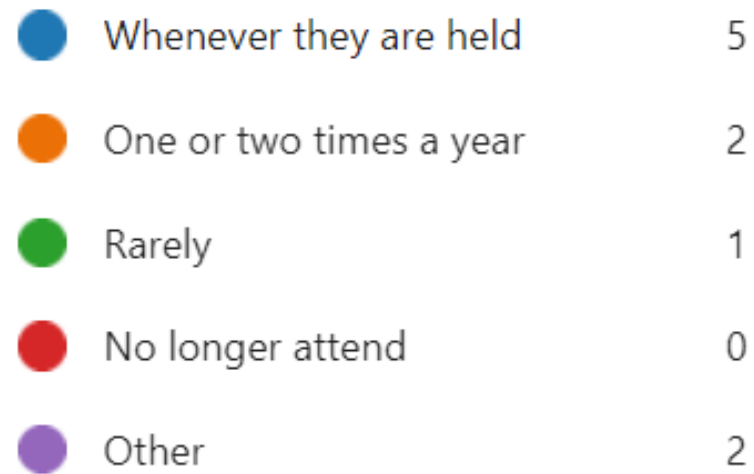 Whenever they are held 5
One or two times a year 2
Rarely 1
No longer attend 0
Other 2